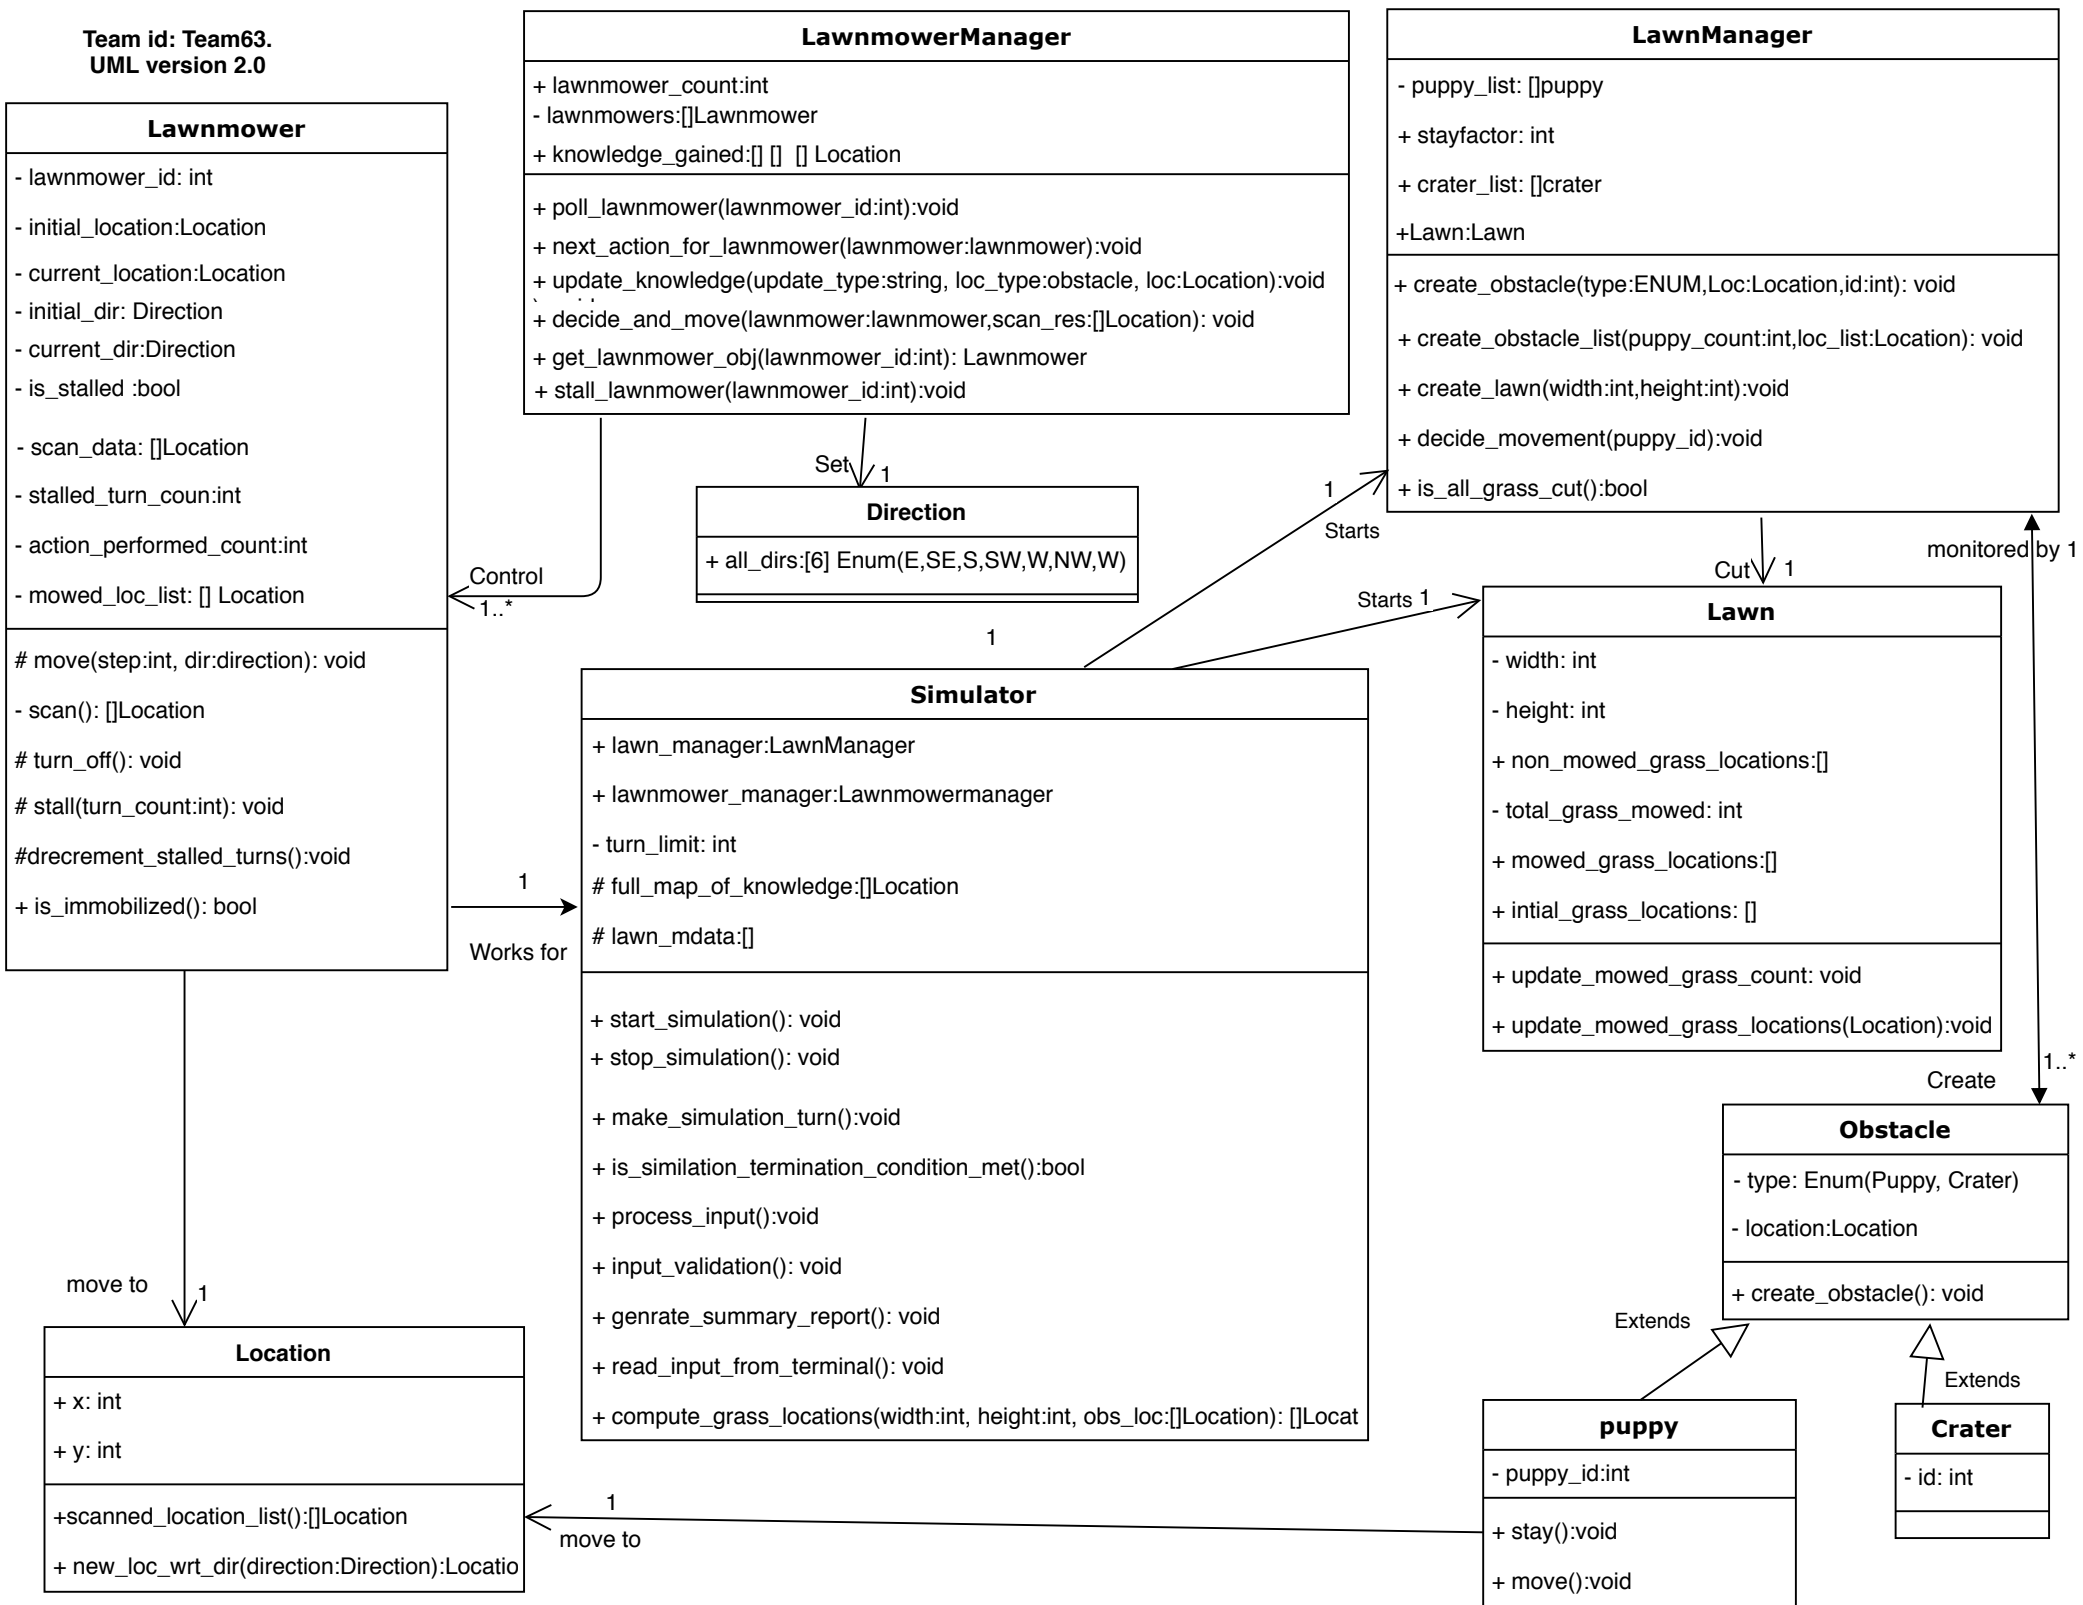 Team id: Team63.
UML version 2.0
Lawnmower
- lawnmower_id: int
- initial_location:Location
- current_location:Location
- initial_dir: Direction
- current_dir:Direction
- is_stalled :bool
- scan_data: []Location
- stalled_turn_coun:int
- action_performed_count:int
- mowed_loc_list: [] Location
# move(step:int, dir:direction): void
- scan(): []Location
# turn_off(): void
# stall(turn_count:int): void
#drecrement_stalled_turns():void
+ is_immobilized(): bool
LawnmowerManager
+ lawnmower_count:int
- lawnmowers:[]Lawnmower
+ knowledge_gained:[] [] [] Location
+ poll_lawnmower(lawnmower_id:int):void
+ next_action_for_lawnmower(lawnmower:lawnmower):void
+ update_knowledge(update_type:string, loc_type:obstacle, loc:Location):void
+ decide_and_move(lawnmower:lawnmower,scan_res:[]Location): void
+ get_lawnmower_obj(lawnmower_id:int): Lawnmower
+ stall_lawnmower(lawnmower_id:int):void
LawnManager
- puppy_list: []puppy
+ stayfactor: int
+ crater_list: []crater
+Lawn:Lawn
+ create_obstacle(type:ENUM,Loc:Location,id:int): void
+ create_obstacle_list(puppy_count:int,loc_list:Location): void
+ create_lawn(width:int,height:int):void
+ decide_movement(puppy_id):void
+ is_all_grass_cut():bool
Control
1..*
Set
1
Direction
+ all_dirs:[6] Enum(E,SE,S,SW,W,NW,W)
1
Starts
Starts 1
1
Cut
1
monitored by 1
Lawn
- width: int
- height: int
+ non_mowed_grass_locations:[]
- total_grass_mowed: int
+ mowed_grass_locations:[]
+ intial_grass_locations: []
+ update_mowed_grass_count: void
+ update_mowed_grass_locations(Location):void
1
Works for
Simulator
+ lawn_manager:LawnManager
+ lawnmower_manager:Lawnmowermanager
- turn_limit: int
# full_map_of_knowledge:[]Location
# lawn_mdata:[]
+ start_simulation(): void
+ stop_simulation(): void
+ make_simulation_turn():void
+ is_similation_termination_condition_met():bool
+ process_input():void
+ input_validation(): void
+ genrate_summary_report(): void
+ read_input_from_terminal(): void
+ compute_grass_locations(width:int, height:int, obs_loc:[]Location): []Locat
1..*
Create
Obstacle
- type: Enum(Puppy, Crater)
- location:Location
+ create_obstacle(): void
Extends
Extends
move to
1
Location
+ x: int
+ y: int
+scanned_location_list():[]Location
+ new_loc_wrt_dir(direction:Direction):Locatio
1
move to
puppy
- puppy_id:int
+ stay():void
+ move():void
Crater
- id: int